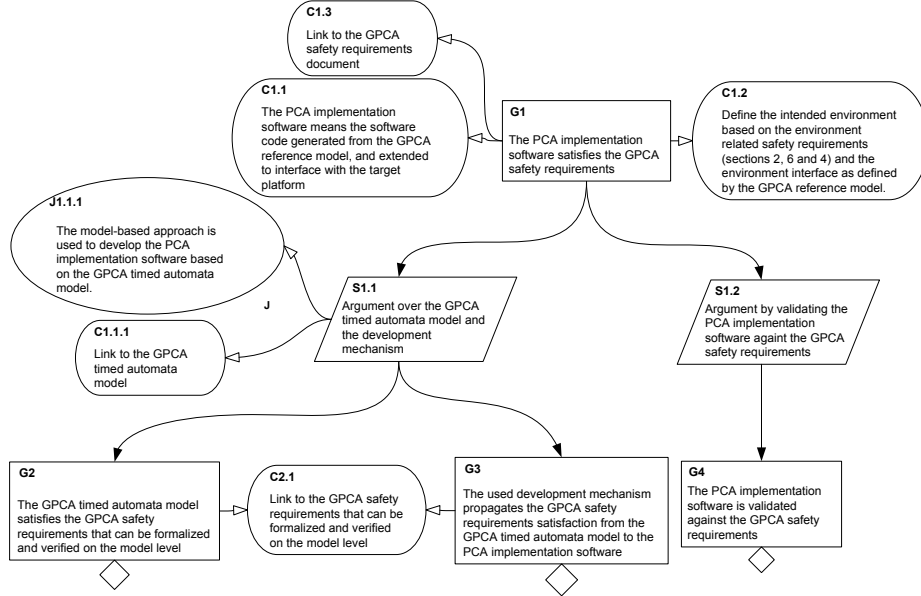 C1.3
Link to the GPCA
safety requirements
document
C1.1
The PCA implementation
software means the software
code generated from the GPCA
reference model, and extended
to interface with the target
platform
G1
The PCA implementation
software satisfies the GPCA
safety requirements
C1.2
Define the intended environment
based on the environment
related safety requirements
(sections 2, 6 and 4) and the
environment interface as defined
by the GPCA reference model.
J1.1.1
The model-based approach is
used to develop the PCA
implementation software based
on the GPCA timed automata
model.
J
C1.1.1
Link to the GPCA
timed automata
model
S1.1
Argument over the GPCA
timed automata model and
the development
mechanism
S1.2
Argument by validating the
PCA implementation
software againt the GPCA
safety requirements
G2
The GPCA timed automata model
satisfies the GPCA safety
requirements that can be formalized
and verified on the model level
C2.1
Link to the GPCA safety
requirements that can be
formalized and verified
on the model level
G3
The used development mechanism
propagates the GPCA safety
requirements satisfaction from the
GPCA timed automata model to the
PCA implementation software
G4
The PCA implementation
software is validated
against the GPCA safety
requirements